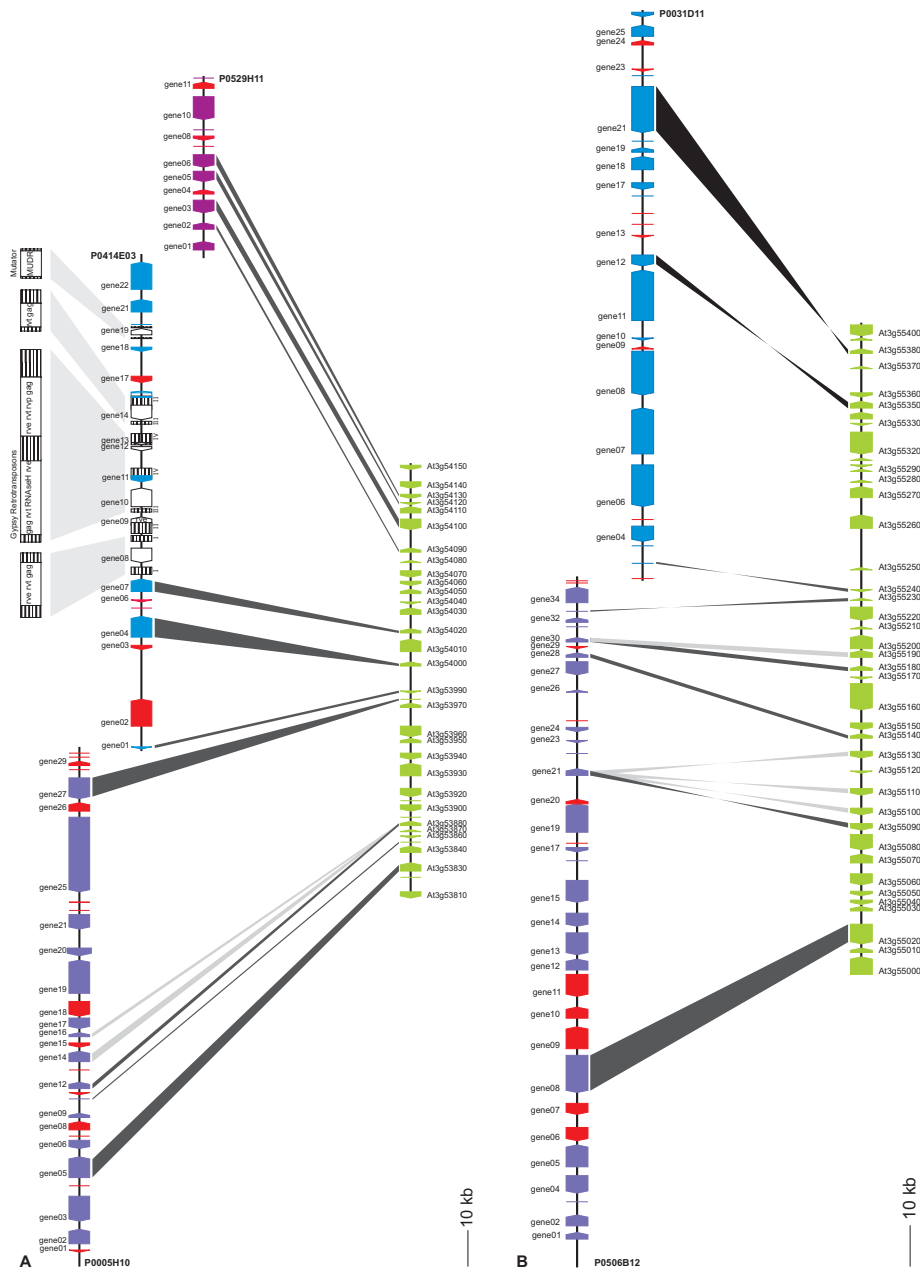 P0529H11
gene11
gene10
gene08
gene06
gene05
gene04
gene03
gene02
gene01
P0414E03
gene22
gene21
gene19
gene18
gene17
gene14
gene13
gene12
gene11
gene10
gene09
gene08
gene07
gene06
gene04
gene03
gene02
gene01
Mutator
MUDR
rvt gag
rve rvt rvp gag
gag rvt RNAseH rve
rve rvt gag
Gypsy Retrotransposons
gene29
gene27
gene26
gene25
gene21
gene20
gene19
gene18
gene17
gene16
gene15
gene14
gene12
gene09
gene08
gene06
gene05
gene03
gene02
gene01
P0005H10
A
At3g54150
At3g54140
At3g54130
At3g54120
At3g54110
At3g54100
At3g54090
At3g54080
At3g54070
At3g54060
At3g54050
At3g54040
At3g54030
At3g54020
At3g54010
At3g54000
At3g53990
At3g53970
At3g53960
At3g53950
At3g53940
At3g53930
At3g53920
At3g53900
At3g53880
At3g53870
At3g53860
At3g53840
At3g53830
At3g53810
10 kb
P0031D11
gene25
gene24
gene23
gene21
gene19
gene18
gene17
gene13
gene12
gene11
gene10
gene09
gene08
gene07
gene06
gene04
gene34
gene32
gene30
gene29
gene28
gene27
gene26
gene24
gene23
gene21
gene20
gene19
gene17
gene15
gene14
gene13
gene12
gene11
gene10
gene09
gene08
gene07
gene06
gene05
gene04
gene02
gene01
P0506B12
B
At3g55400
At3g55380
At3g55370
At3g55360
At3g55350
At3g55330
At3g55320
At3g55290
At3g55280
At3g55270
At3g55260
At3g55250
At3g55240
At3g55230
At3g55220
At3g55210
At3g55200
At3g55190
At3g55180
At3g55170
At3g55160
At3g55150
At3g55140
At3g55130
At3g55120
At3g55110
At3g55100
At3g55090
At3g55080
At3g55070
At3g55060
At3g55050
At3g55040
At3g55030
At3g55020
At3g55010
At3g55000
10 kb